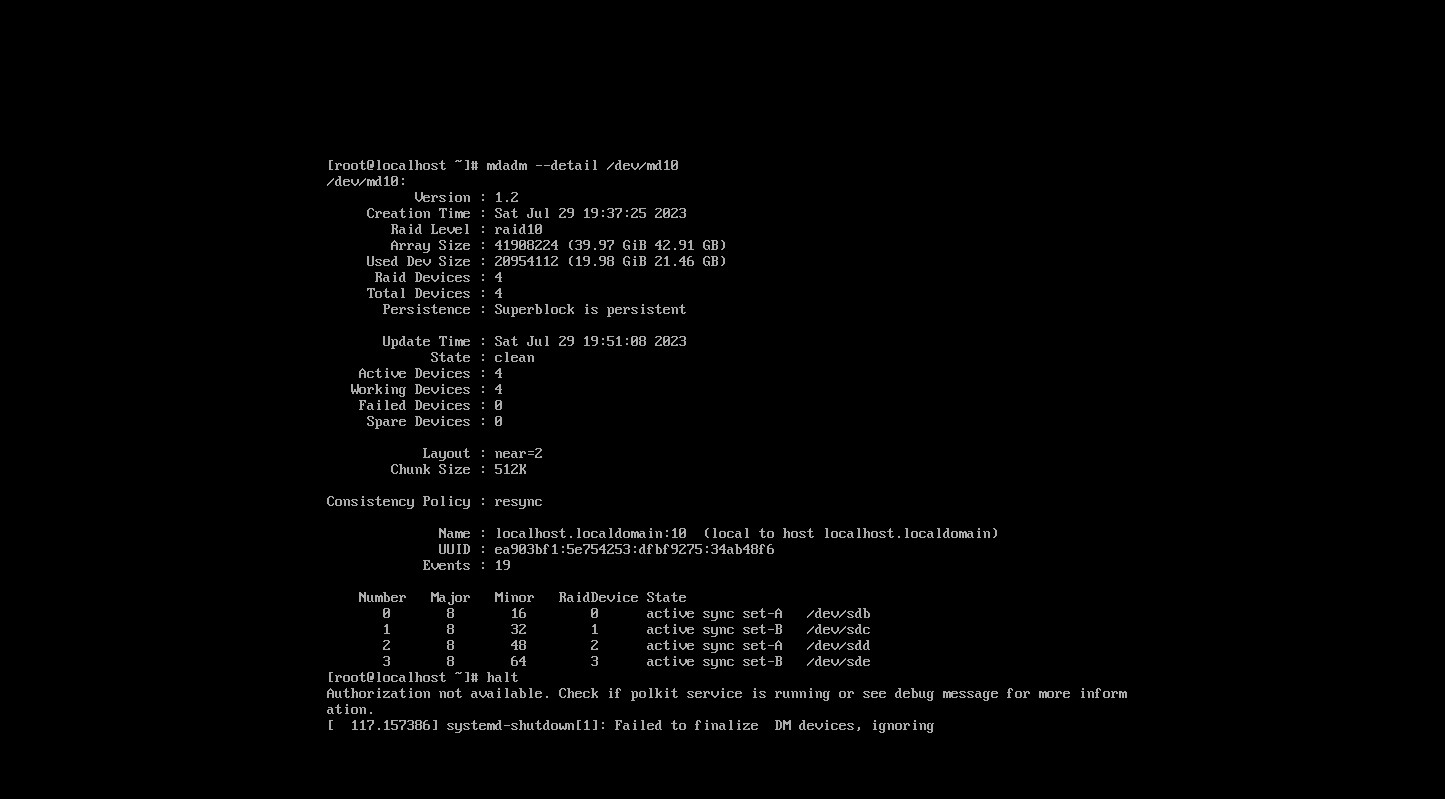 [root@localhost ~]# mdadm --detail /dev/md10
/dev/md10:
           Version : 1.2
     Creation Time : Sat Jul 29 19:37:25 2023
        Raid Level : raid10
        Array Size : 41908224 (39.97 GiB 42.91 GB)
     Used Dev Size : 20954112 (19.98 GiB 21.46 GB)
      Raid Devices : 4
     Total Devices : 4
       Persistence : Superblock is persistent

       Update Time : Sat Jul 29 19:51:08 2023
             State : clean
    Active Devices : 4
   Working Devices : 4
    Failed Devices : 0
     Spare Devices : 0

            Layout : near=2
        Chunk Size : 512K

Consistency Policy : resync

              Name : localhost.localdomain:10  (local to host localhost.localdomain)
              UUID : ea903bf1:5e754253:dfbf9275:34ab48f6
            Events : 19

    Number   Major   Minor   RaidDevice State
       0       8       16        0      active sync set-A   /dev/sdb
       1       8       32        1      active sync set-B   /dev/sdc
       2       8       48        2      active sync set-A   /dev/sdd
       3       8       64        3      active sync set-B   /dev/sde
[root@localhost ~]# halt
Authorization not available. Check if polkit service is running or see debug message for more inform
ation.
[  117.157386] systemd-shutdown[1]: Failed to finalize  DM devices, ignoring